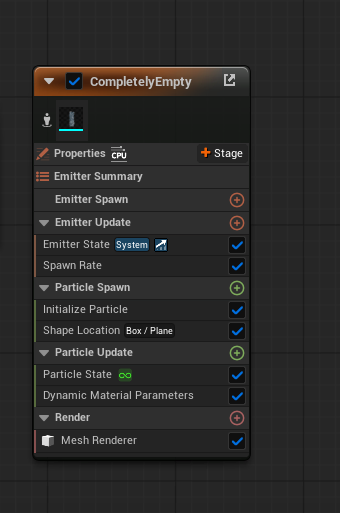 CompletelyEmpty
Properties CPU Stage
Emitter Summary
Emitter Spawn
Emitter Update
Emitter State System
Spawn Rate
Particle Spawn
Initialize Particle
Shape Location Box / Plane
Particle Update
Particle State
Dynamic Material Parameters
Render
Mesh Renderer